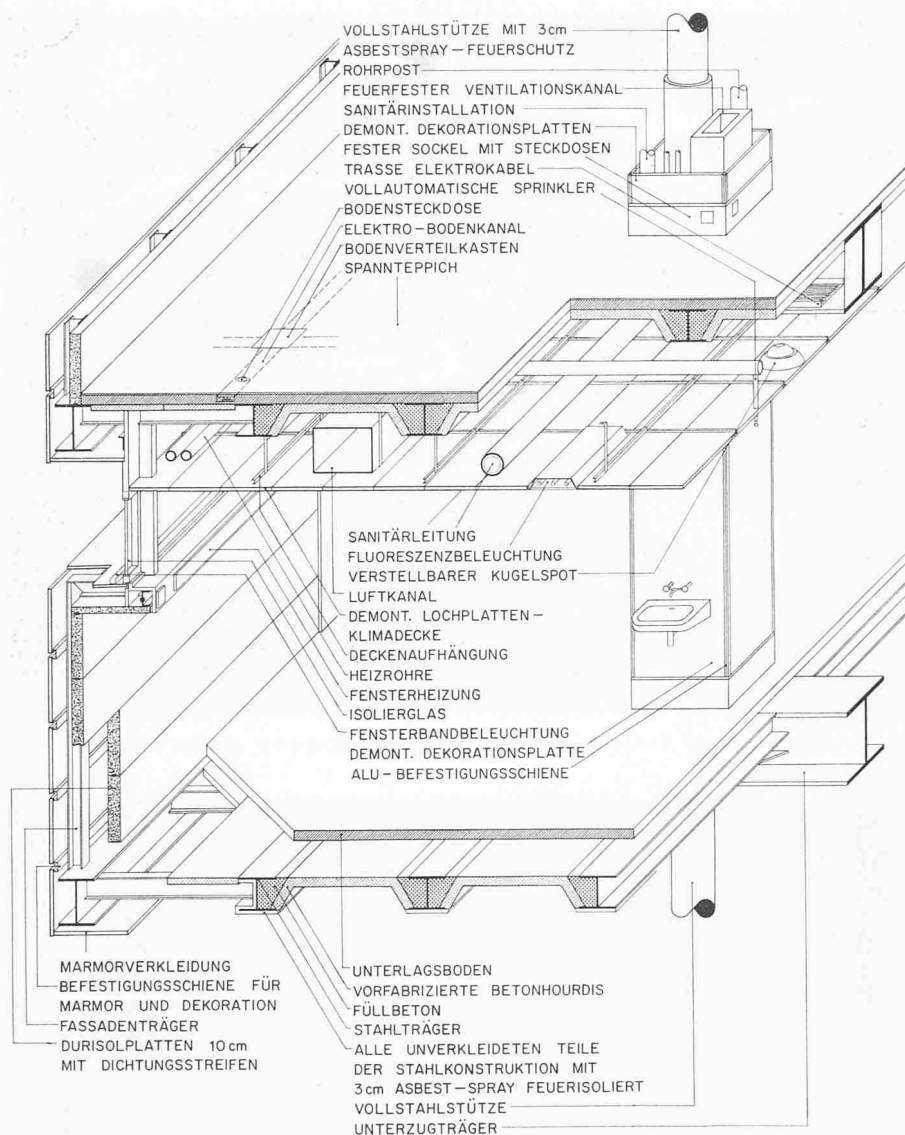 VOLLSTAHLSTÜTZE MIT 3cm
ASBESTSPRAY – FEUERSCHUTZ
ROHRPOST
FEUERFESTER VENTILATIONSKANAL
SANITÄRINSTALLATION
DEMONT. DEKORATIONSPLATTEN
FESTER SOCKEL MIT STECKDOSEN
TRASSE ELEKTROKABEL
VOLLAUTOMATISCHE SPRINKLER
BODENSTECKDOSE
ELEKTRO – BODENKANAL
BODENVERTEILKASTEN
SPANNTEPPICH
SANITÄRLEITUNG
FLUORESZENZBELEUCHTUNG
VERSTELLBARER KUGELSPOT
LUFTKANAL
DEMONT. LOCHPLATTEN –
KLIMADECKE
DECKENAUFHÄNGUNG
HEIZROHRE
FENSTERHEIZUNG
ISOLIERGLAS
FENSTERBANDBELEUCHTUNG
DEMONT. DEKORATIONSPLATTE
ALU – BEFESTIGUNGSSCHIENE
MARMORVERKLEIDUNG
BEFESTIGUNGSSCHIENE FÜR
MARMOR UND DEKORATION
FASSADENTRÄGER
DURISOLPLATTEN 10 cm
MIT DICHTUNGSSTREIFEN
UNTERLAGSBODEN
VORFABRIZIERTE BETONHOURDIS
FÜLLBETON
STAHLTRÄGER
ALLE UNVERKLEIDETEN TEILE
DER STAHLKONSTRUKTION MIT
3cm ASBEST – SPRAY FEUERISOLIERT
VOLLSTAHLSTÜTZE
UNTERZUGTRÄGER